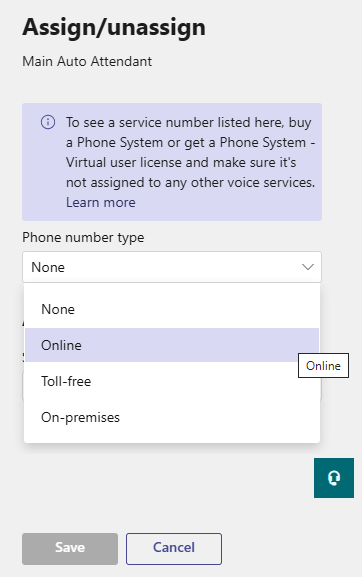 Assign/unassign
Main Auto Attendant
To see a service number listed here, buy
a Phone System or get a Phone System -
Virtual user license and make sure it's
not assigned to any other voice services.
Learn more
Phone number type
None
None
Online
Online
Toll-free
On-premises
Save
Cancel